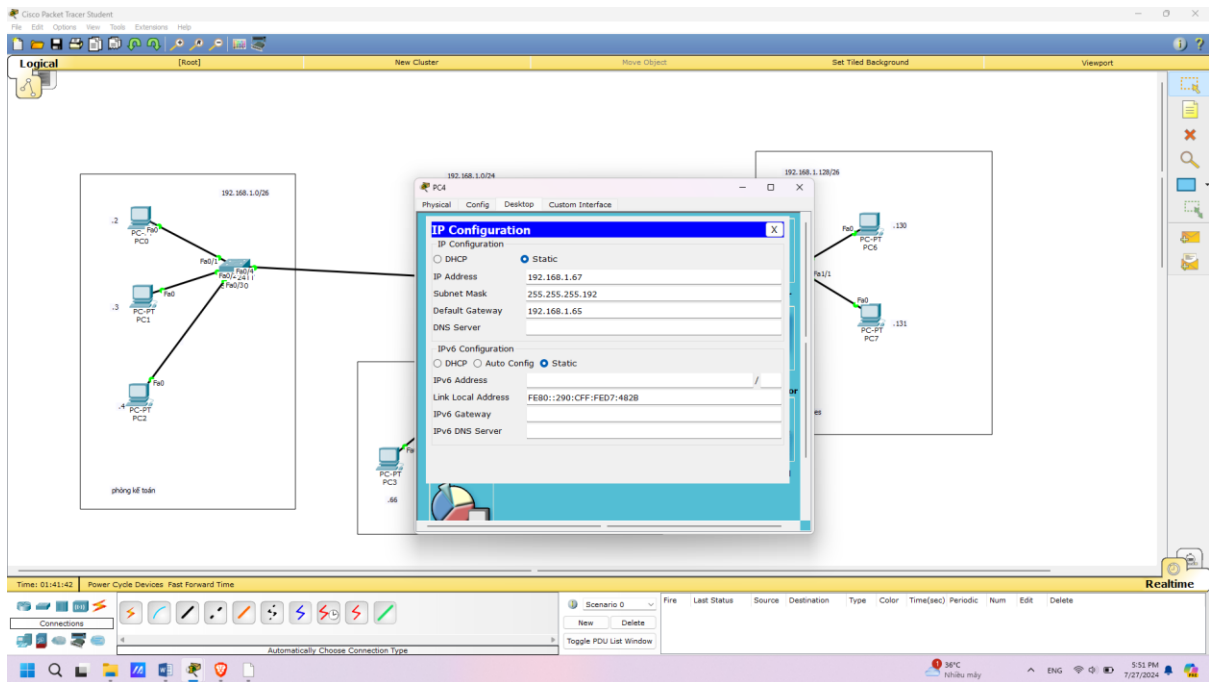 Cisco Packet Tracer Student
File Edit Options View Tools Extensions Help
Logical [Root] New Cluster Move Object Set Tiled Background Viewport
192.168.1.0/24
192.168.1.128/26
192.168.1.0/26
.2
Fa0
PC0
Fa0/1
Fa0/4
Fa0
.3
PC-PT
PC1
Fa0
.4
PC-PT
PC2
phòng kế toán
PC-PT
PC3
.66
Fa0
.130
PC-PT
PC6
Fa1/1
Fa0
.131
PC-PT
PC7
PC4
Physical Config Desktop Custom Interface
IP Configuration X
IP Configuration
DHCP Static
IP Address 192.168.1.67
Subnet Mask 255.255.255.192
Default Gateway 192.168.1.65
DNS Server
IPv6 Configuration
DHCP Auto Config Static
IPv6 Address /
Link Local Address FE80::290:CFF:FED7:482B
IPv6 Gateway
IPv6 DNS Server
Time: 01:41:42 Power Cycle Devices Fast Forward Time Realtime
Connections
Automatically Choose Connection Type
Scenario 0
New Delete
Toggle PDU List Window
Fire Last Status Source Destination Type Color Time(sec) Periodic Num Edit Delete
36°C
Nhiều mây
ENG
5:51 PM
7/27/2024